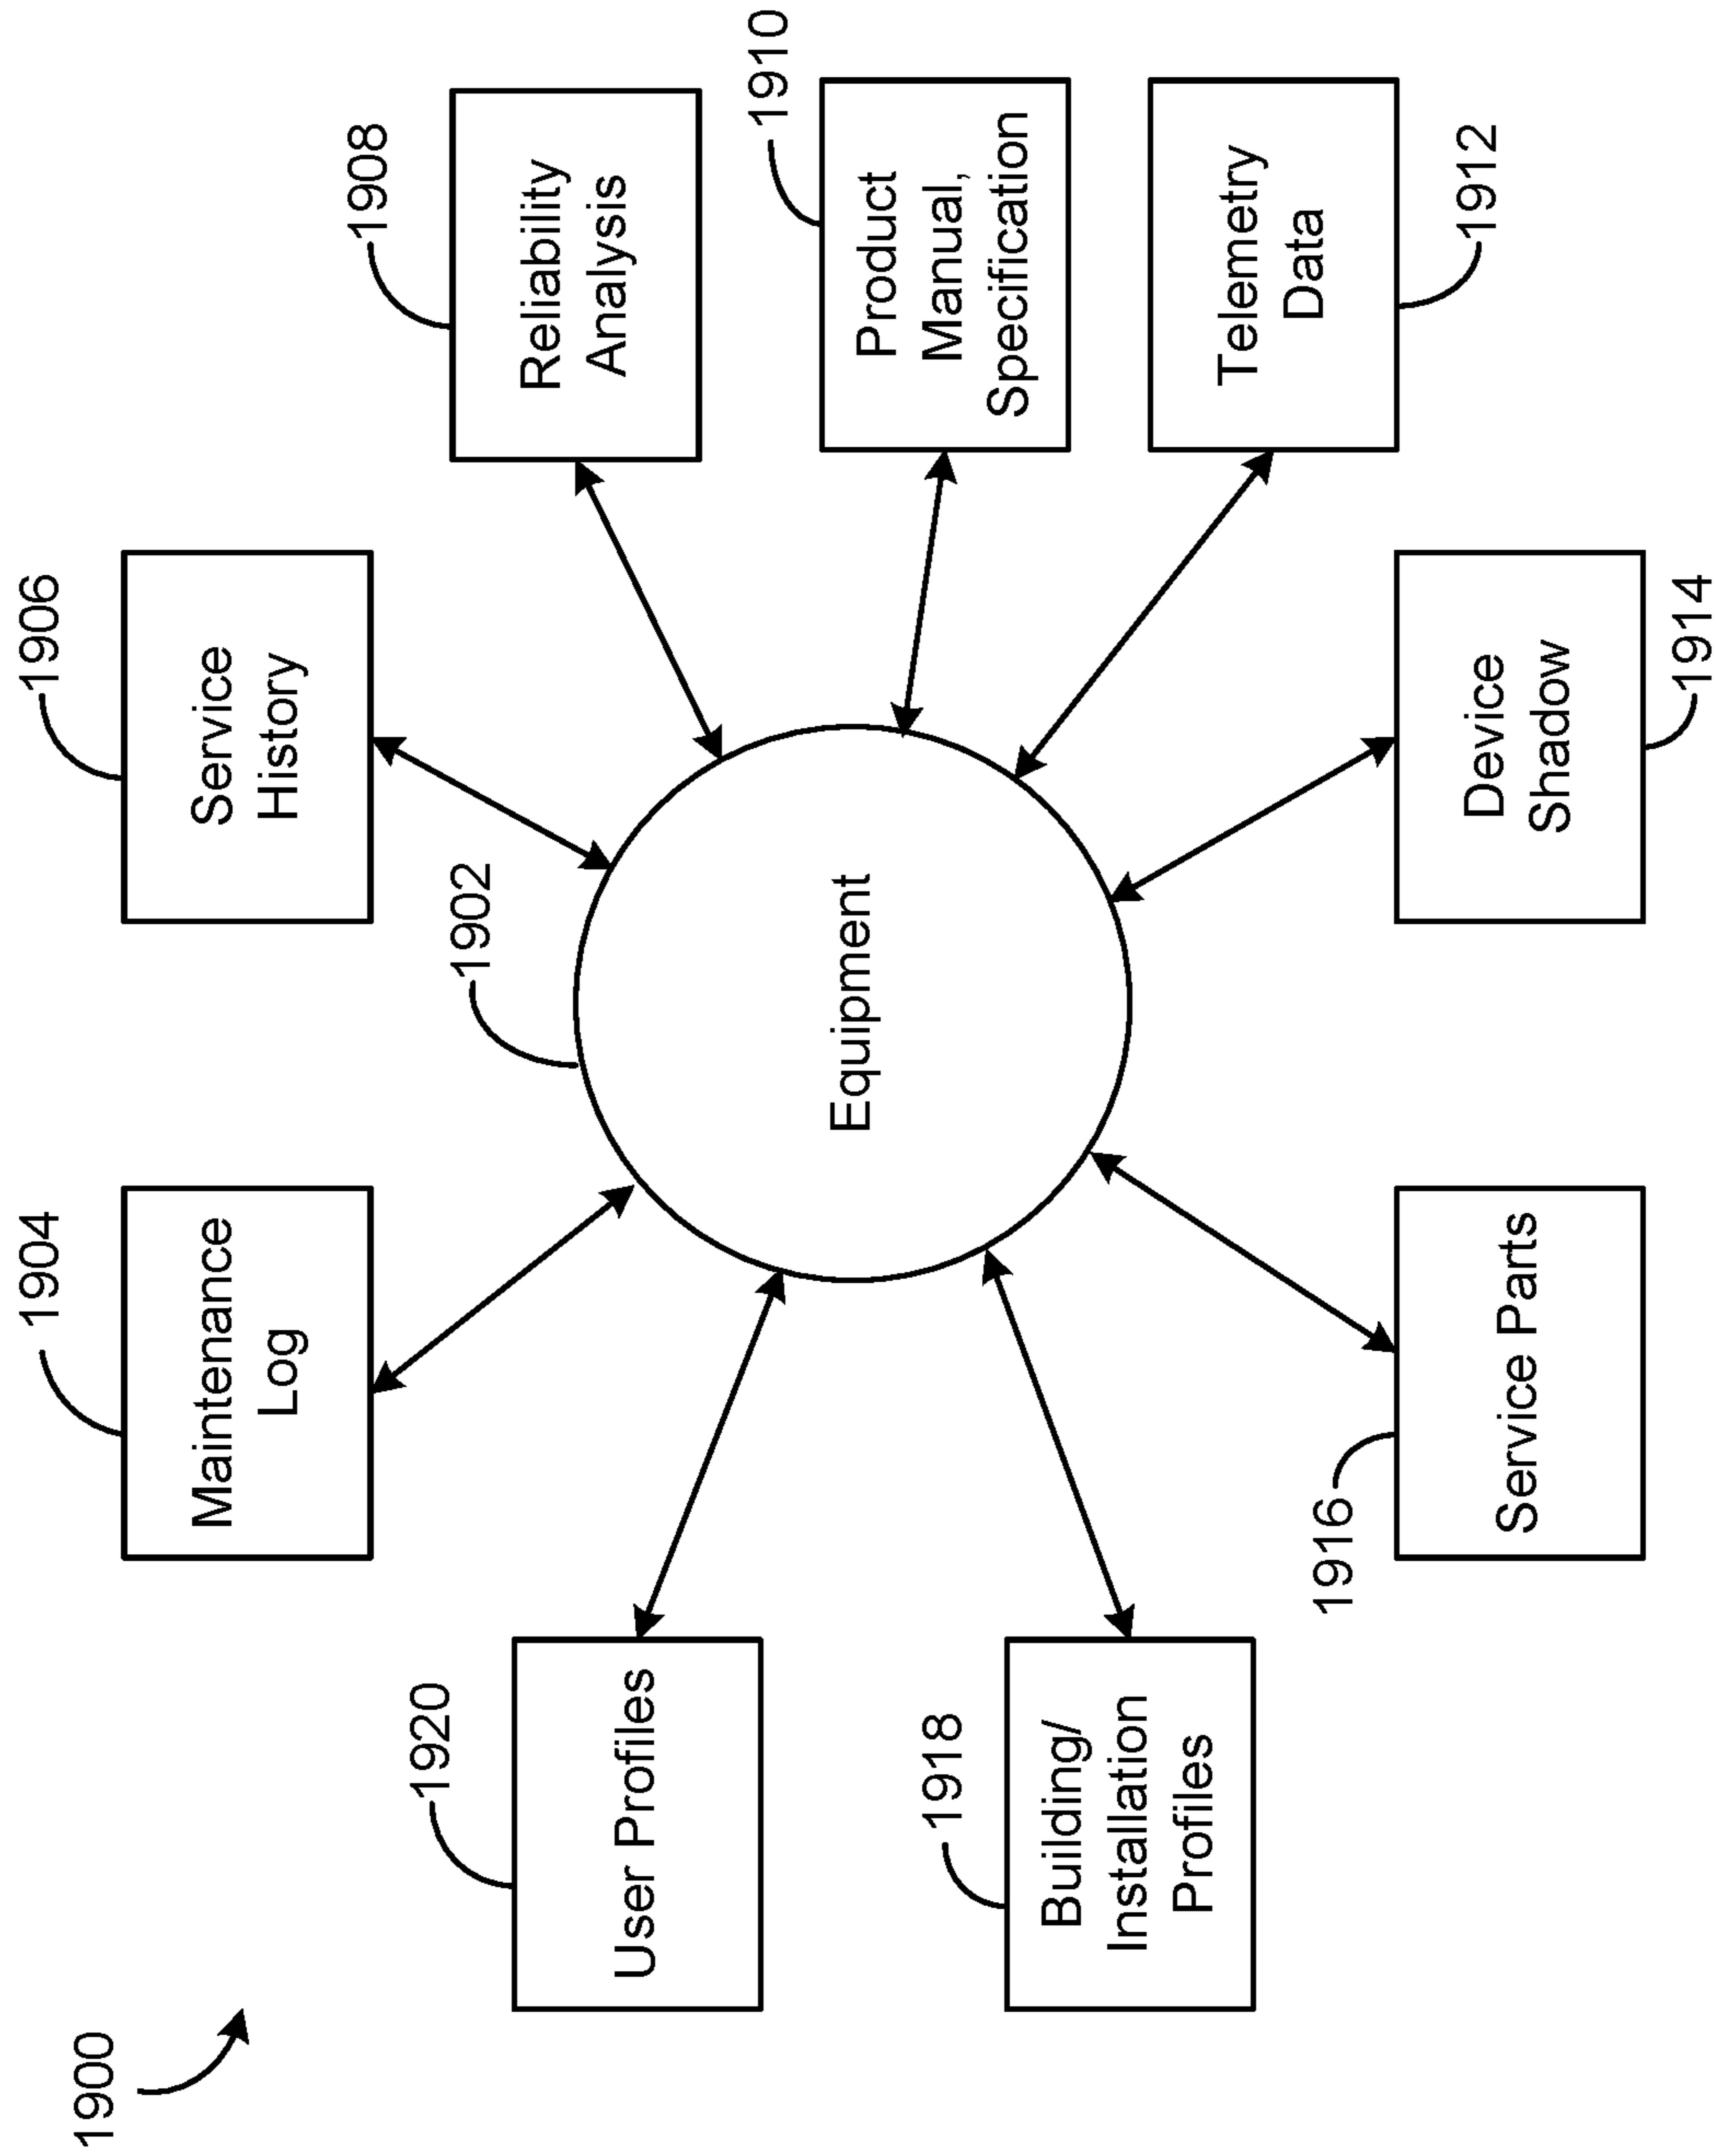 1900
1904
Maintenance
Log
1906
Service
History
1908
Reliability
Analysis
1920
User Profiles
1902
Equipment
1910
Product
Manual,
Specification
1918
Building/
Installation
Profiles
Telemetry
Data
1912
1916
Service Parts
Device
Shadow
1914